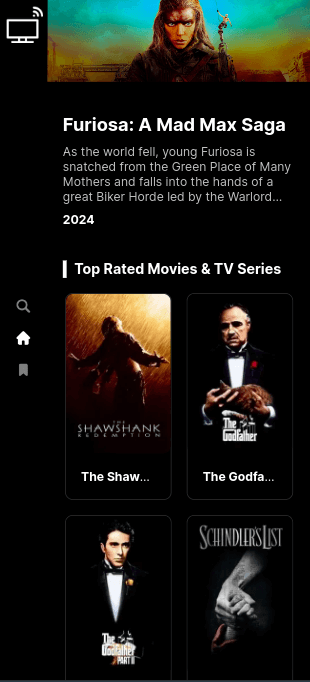 Furiosa: A Mad Max Saga
As the world fell, young Furiosa is
snatched from the Green Place of Many
Mothers and falls into the hands of a
great Biker Horde led by the Warlord...
2024
Top Rated Movies & TV Series
THE
SHAWSHANK
REDEMPTION
The
Godfather
The Shaw...
The Godfa...
The
Godfather
PART II
SCHINDLER'S LIST